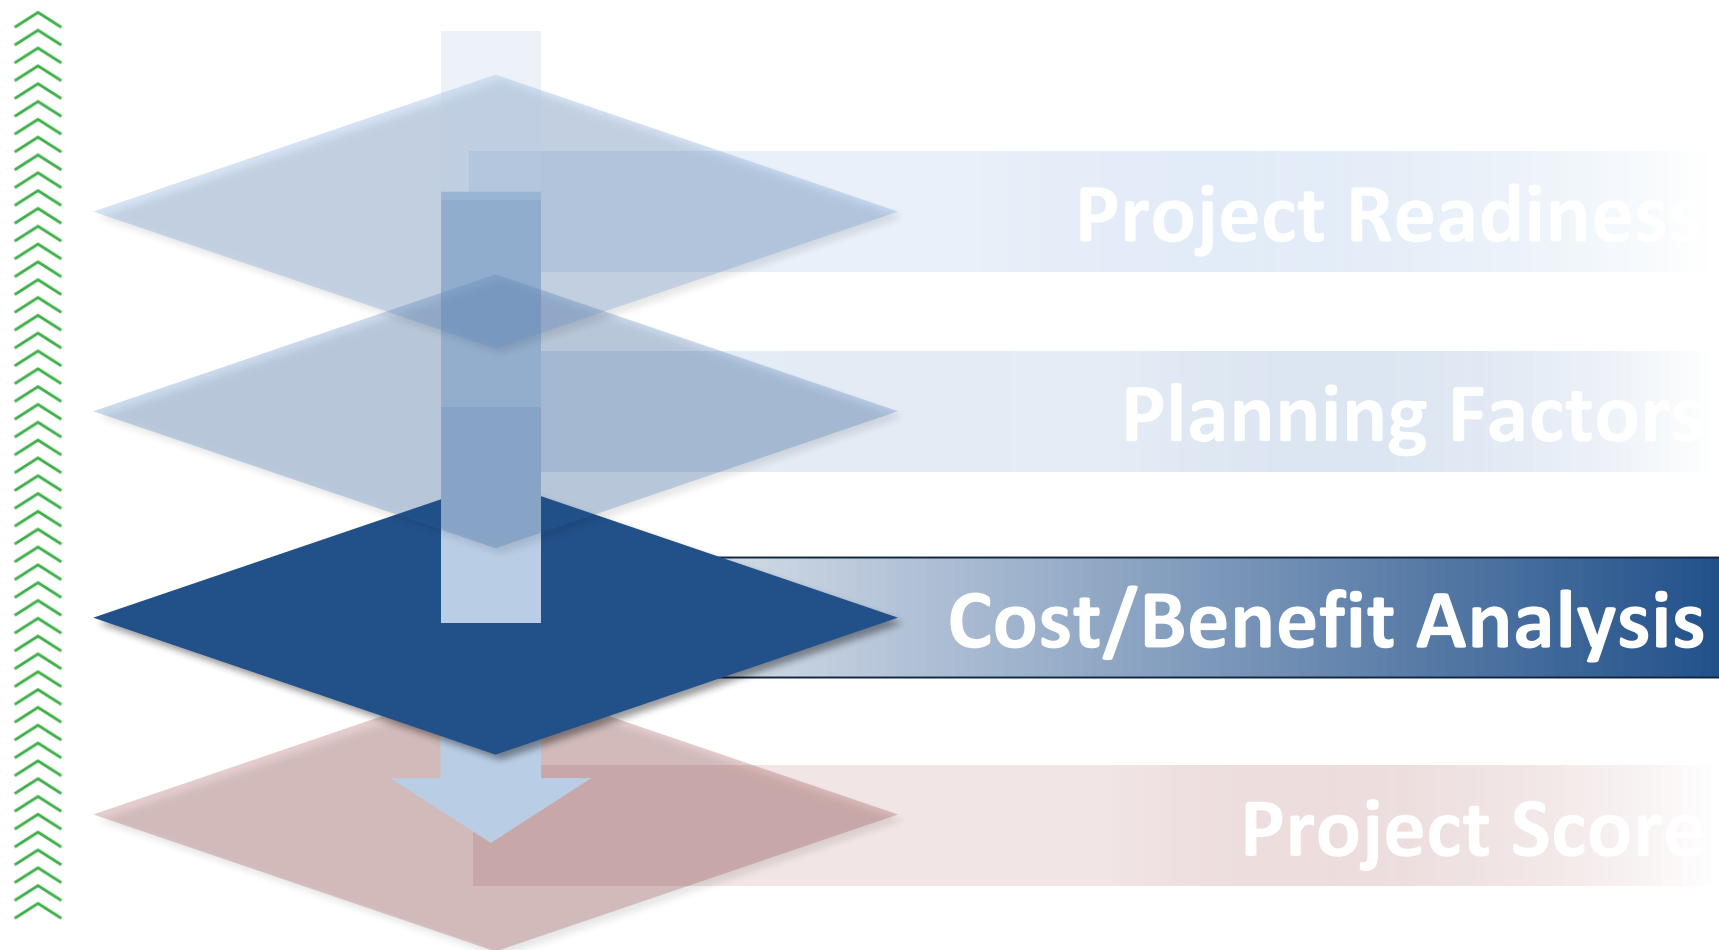 Project Readiness
Planning Factors
Cost/Benefit Analysis
Project Score